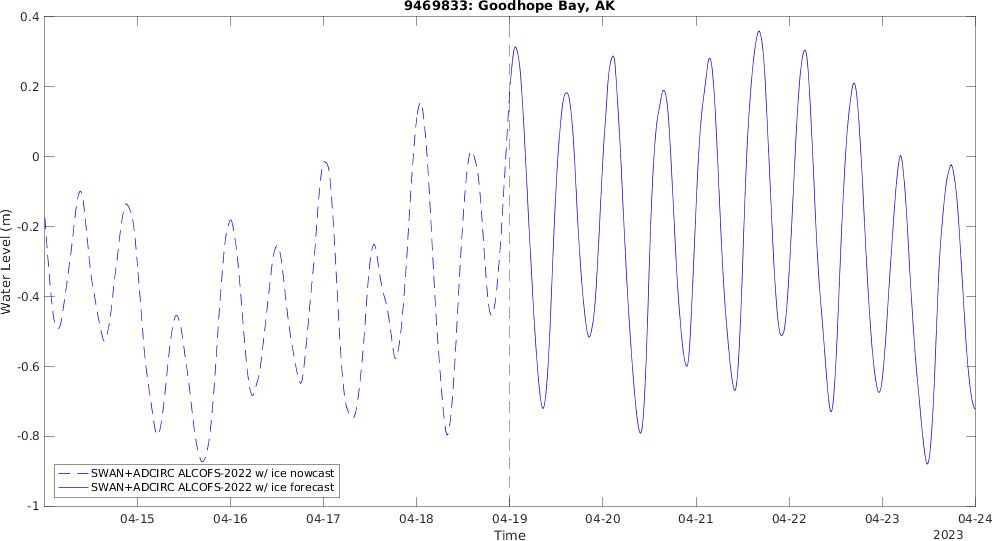 9469833: Goodhope Bay, AK
0.4
0.2
0
-0.2
-0.4
-0.6
-0.8
-1
Water Level (m)
SWAN+ADCIRC ALCOFS-2022 w/ ice nowcast
SWAN+ADCIRC ALCOFS-2022 w/ ice forecast
04-15 04-16 04-17 04-18 04-19 04-20 04-21 04-22 04-23 04-24
Time
2023